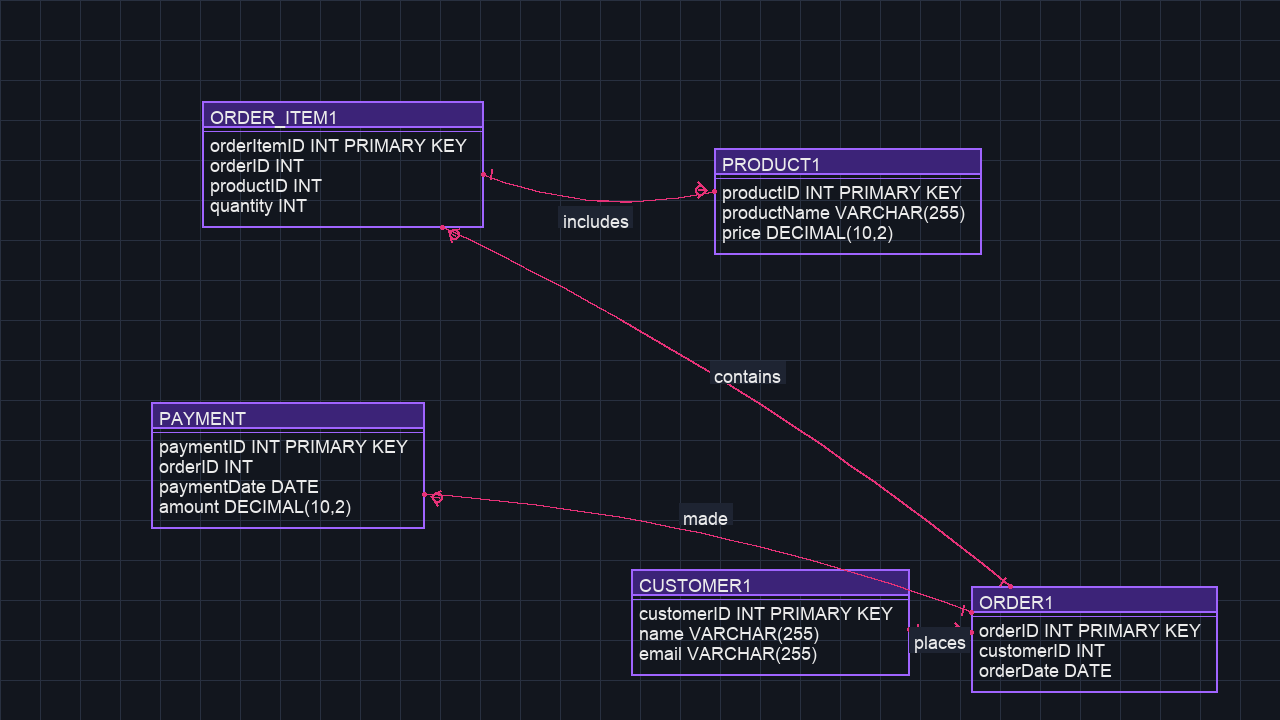 ORDER_ITEM1
orderItemID INT PRIMARY KEY
orderID INT
productID INT
quantity INT
PRODUCT1
productID INT PRIMARY KEY
productName VARCHAR(255)
price DECIMAL(10,2)
includes
contains
PAYMENT
paymentID INT PRIMARY KEY
orderID INT
paymentDate DATE
amount DECIMAL(10,2)
made
CUSTOMER1
customerID INT PRIMARY KEY
name VARCHAR(255)
email VARCHAR(255)
places
ORDER1
orderID INT PRIMARY KEY
customerID INT
orderDate DATE